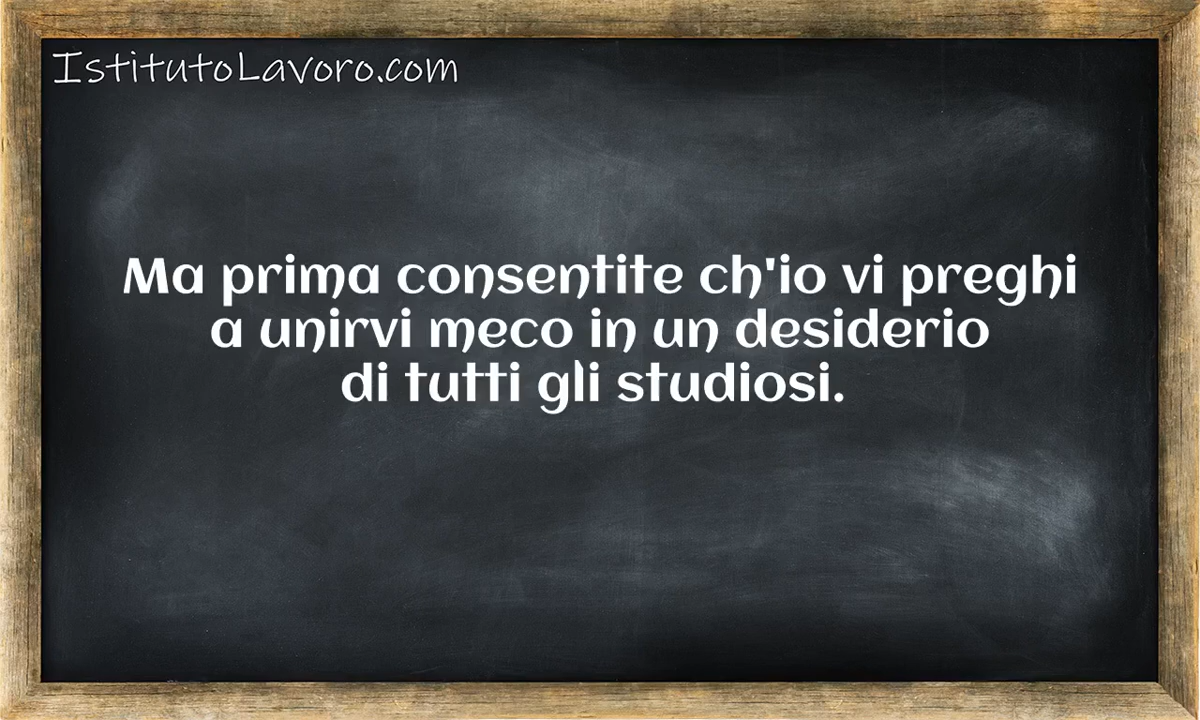 IstitutoLavoro.com
Ma prima consentite ch'io vi preghi
a unirvi meco in un desiderio
di tutti gli studiosi.